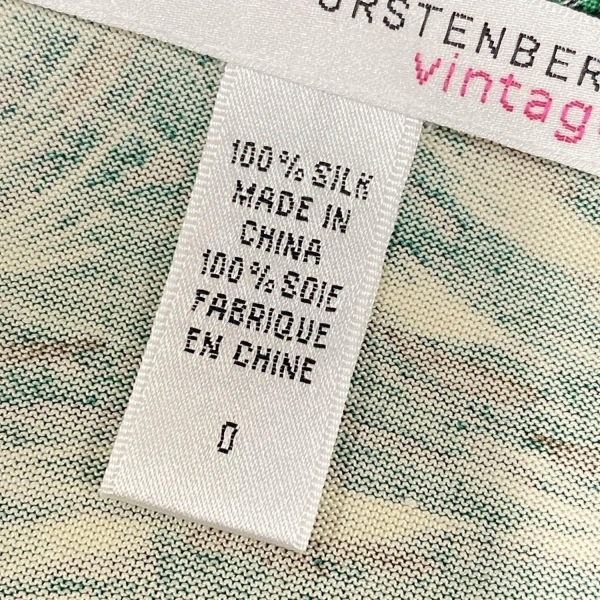 URSTENBER
vintag
100% SILK
MADE IN
CHINA
100% SOIE
FABRIQUE
EN CHINE
0